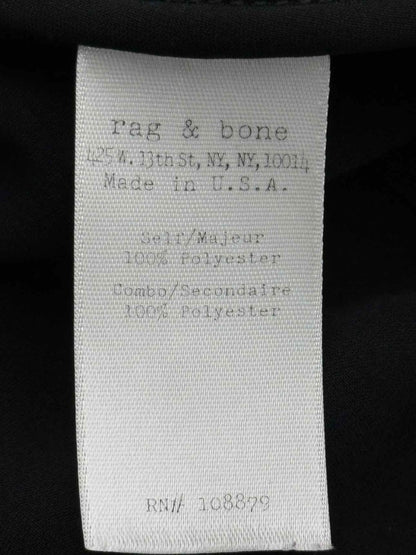 rag & bone
425 W. 13th St, NY, NY, 10014
Made in U.S.A.
Self/Majeur
100% Polyester
Combo/Secondaire
100% Polyester
RN# 108879